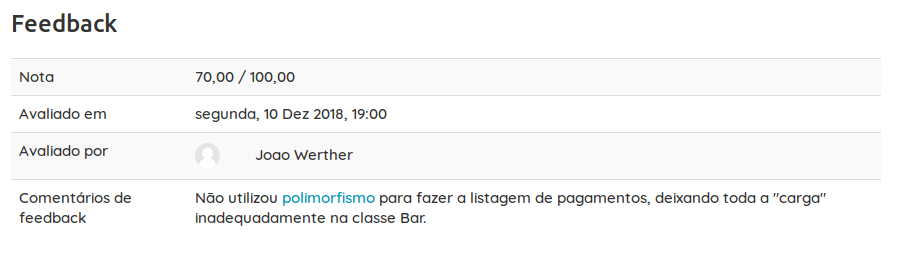 Feedback
Nota 70,00 / 100,00
Avaliado em segunda, 10 Dez 2018, 19:00
Avaliado por Joao Werther
Comentários de feedback Não utilizou polimorfismo para fazer a listagem de pagamentos, deixando toda a "carga"
inadequadamente na classe Bar.